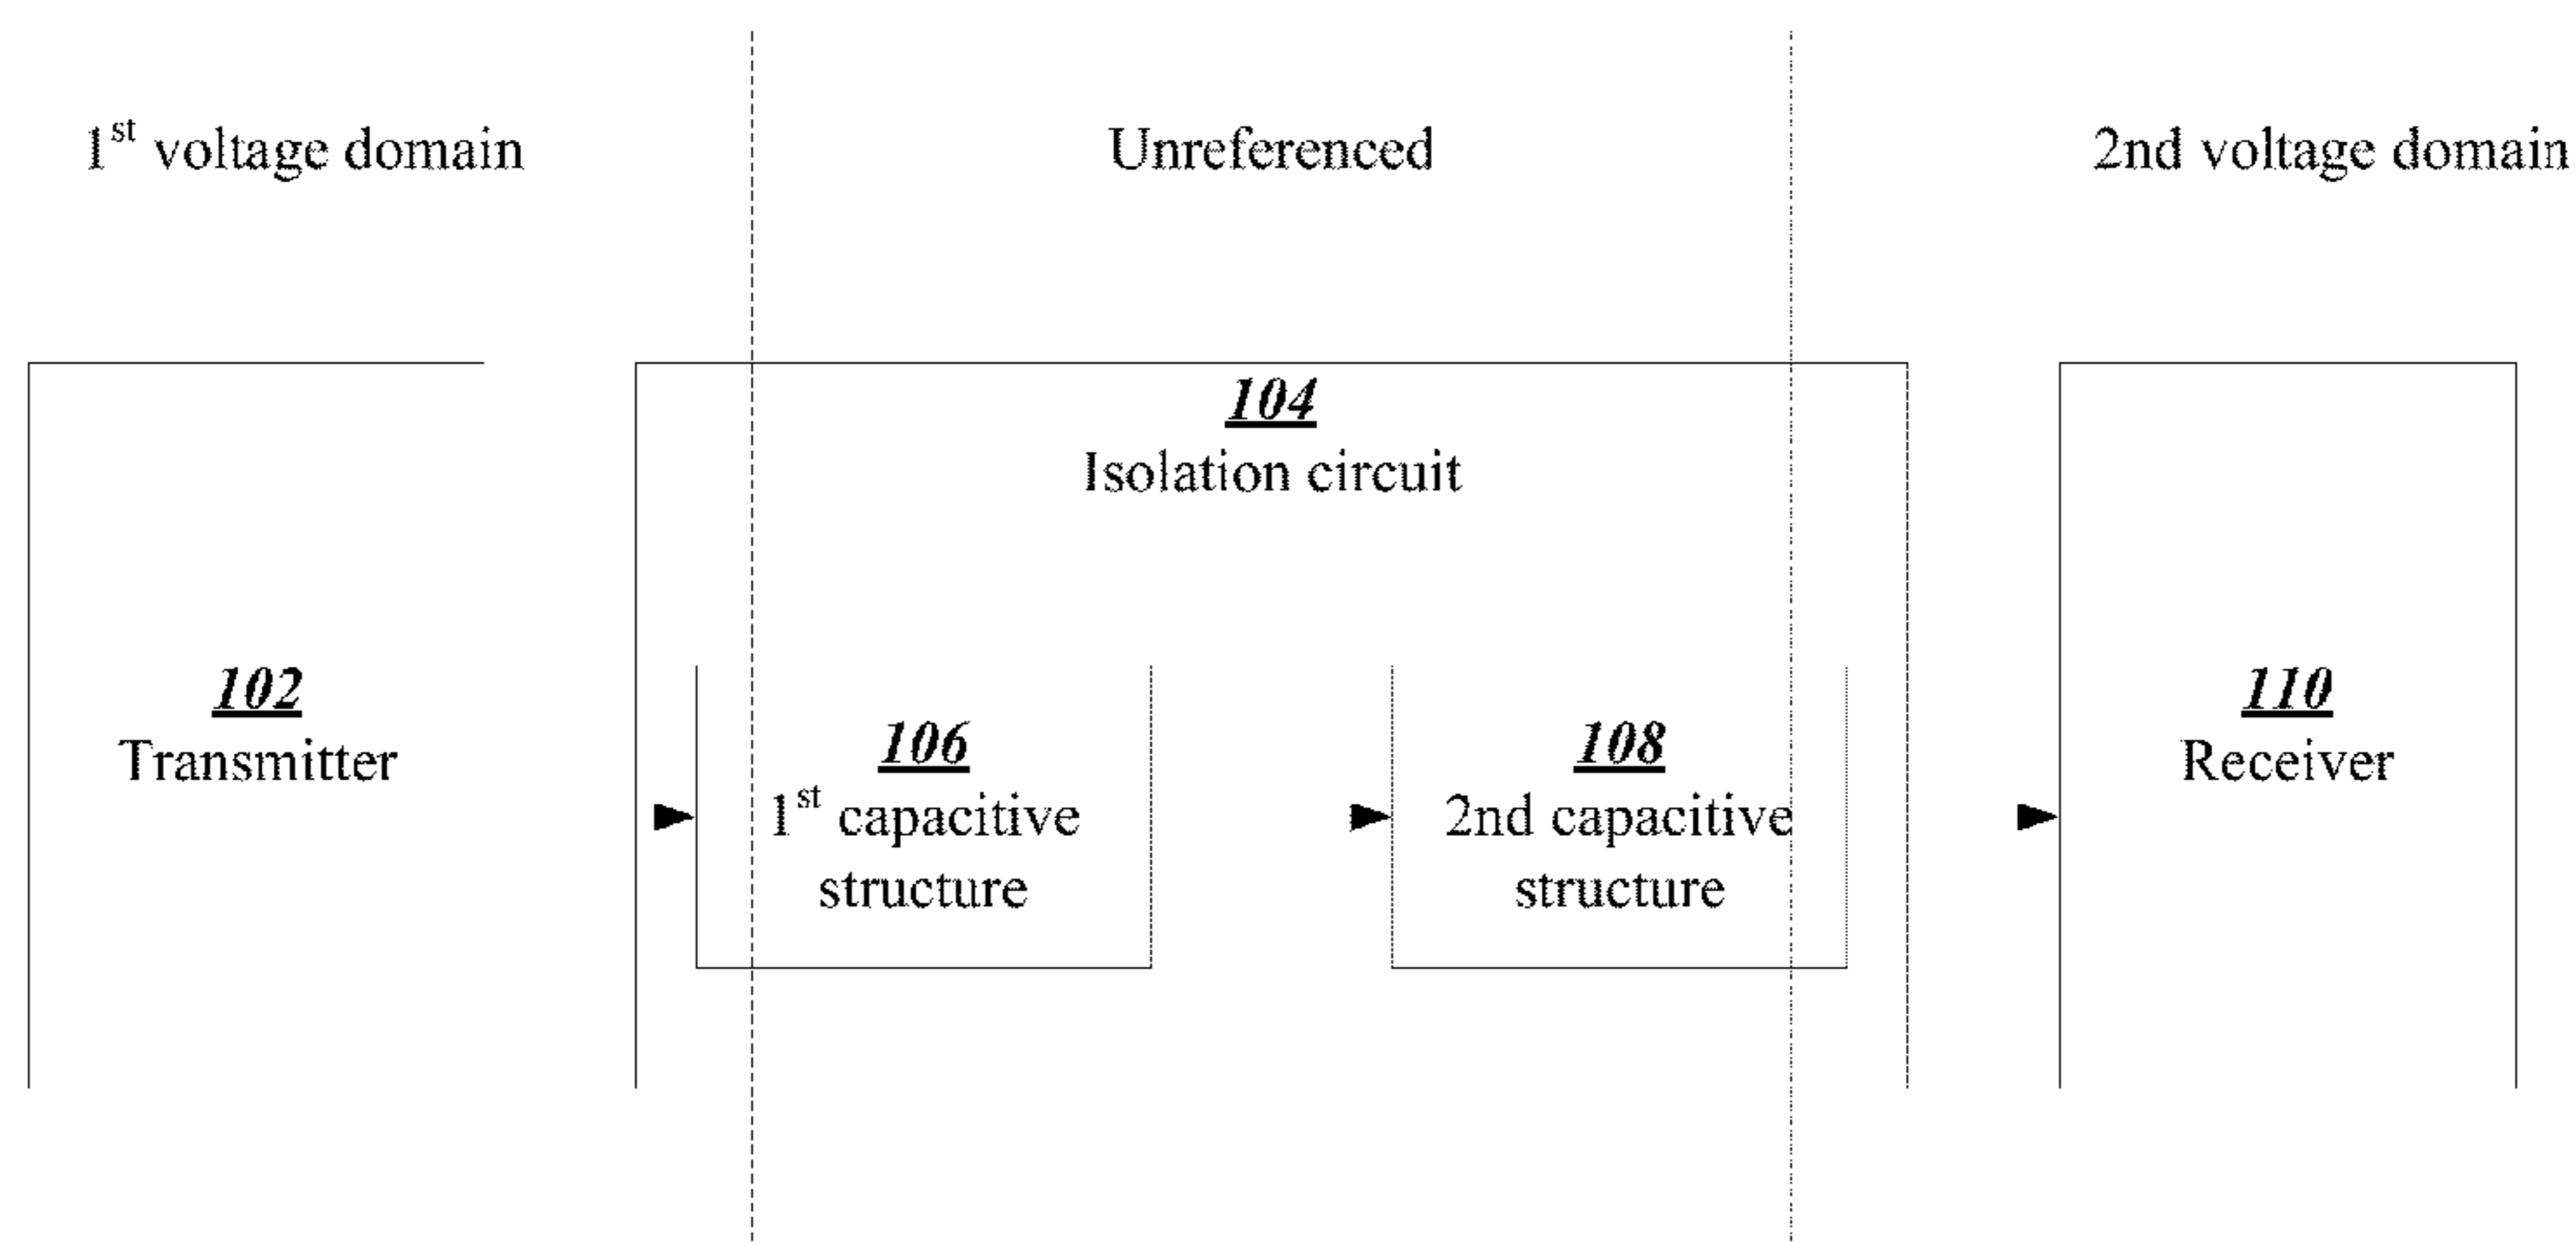 1st voltage domain
Unreferenced
2nd voltage domain
104
Isolation circuit
102
Transmitter
106
1st capacitive
structure
108
2nd capacitive
structure
110
Receiver